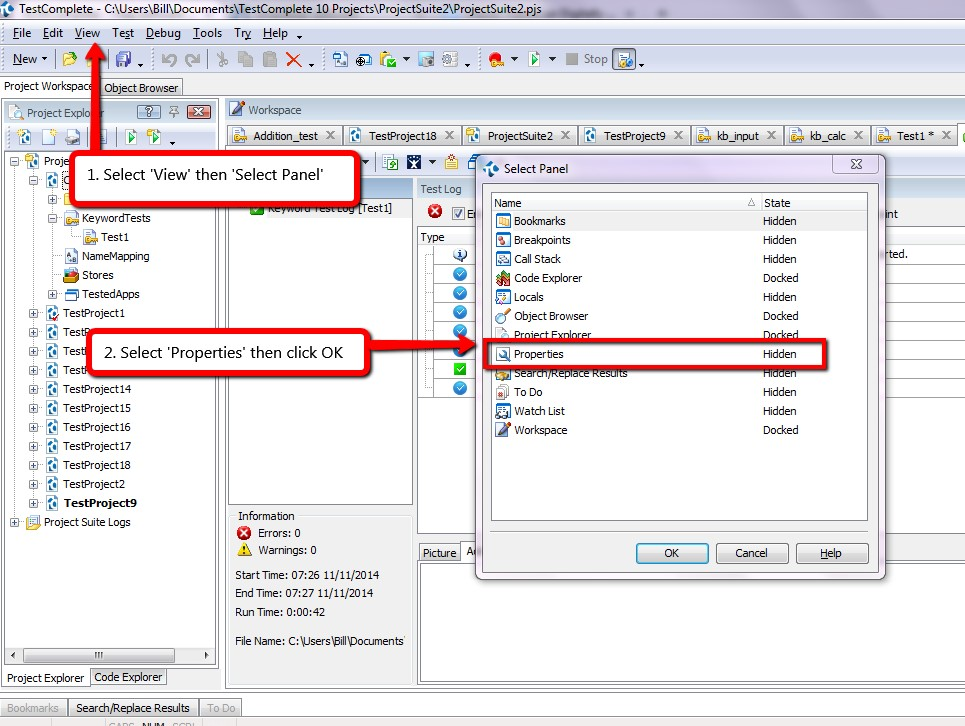 TestComplete - C:\Users\Bill\Documents\TestComplete 10 Projects\ProjectSuite2\ProjectSuite2.pjs
File Edit View Test Debug Tools Try Help
New Stop
Project Workspace Object Browser
Project Explorer
Workspace
Addition_test TestProject18 ProjectSuite2 TestProject9 kb_input kb_calc Test1 *
1. Select 'View' then 'Select Panel'
KeywordTests
Test1
NameMapping
Stores
TestedApps
TestProject1
2. Select 'Properties' then click OK
TestProject14
TestProject15
TestProject16
TestProject17
TestProject18
TestProject2
TestProject9
Project Suite Logs
Keyword Test Log [Test1]
Test Log
Type
Select Panel
Name State
Bookmarks Hidden
Breakpoints Hidden
Call Stack Hidden
Code Explorer Docked
Locals Hidden
Object Browser Docked
Project Explorer Docked
Properties Hidden
Search/Replace Results Hidden
To Do Hidden
Watch List Hidden
Workspace Docked
OK Cancel Help
Information
Errors: 0
Warnings: 0
Start Time: 07:26 11/11/2014
End Time: 07:27 11/11/2014
Run Time: 0:00:42
File Name: C:\Users\Bill\Documents
Picture
Project Explorer Code Explorer
Bookmarks Search/Replace Results To Do
CAPS NUM SCRL